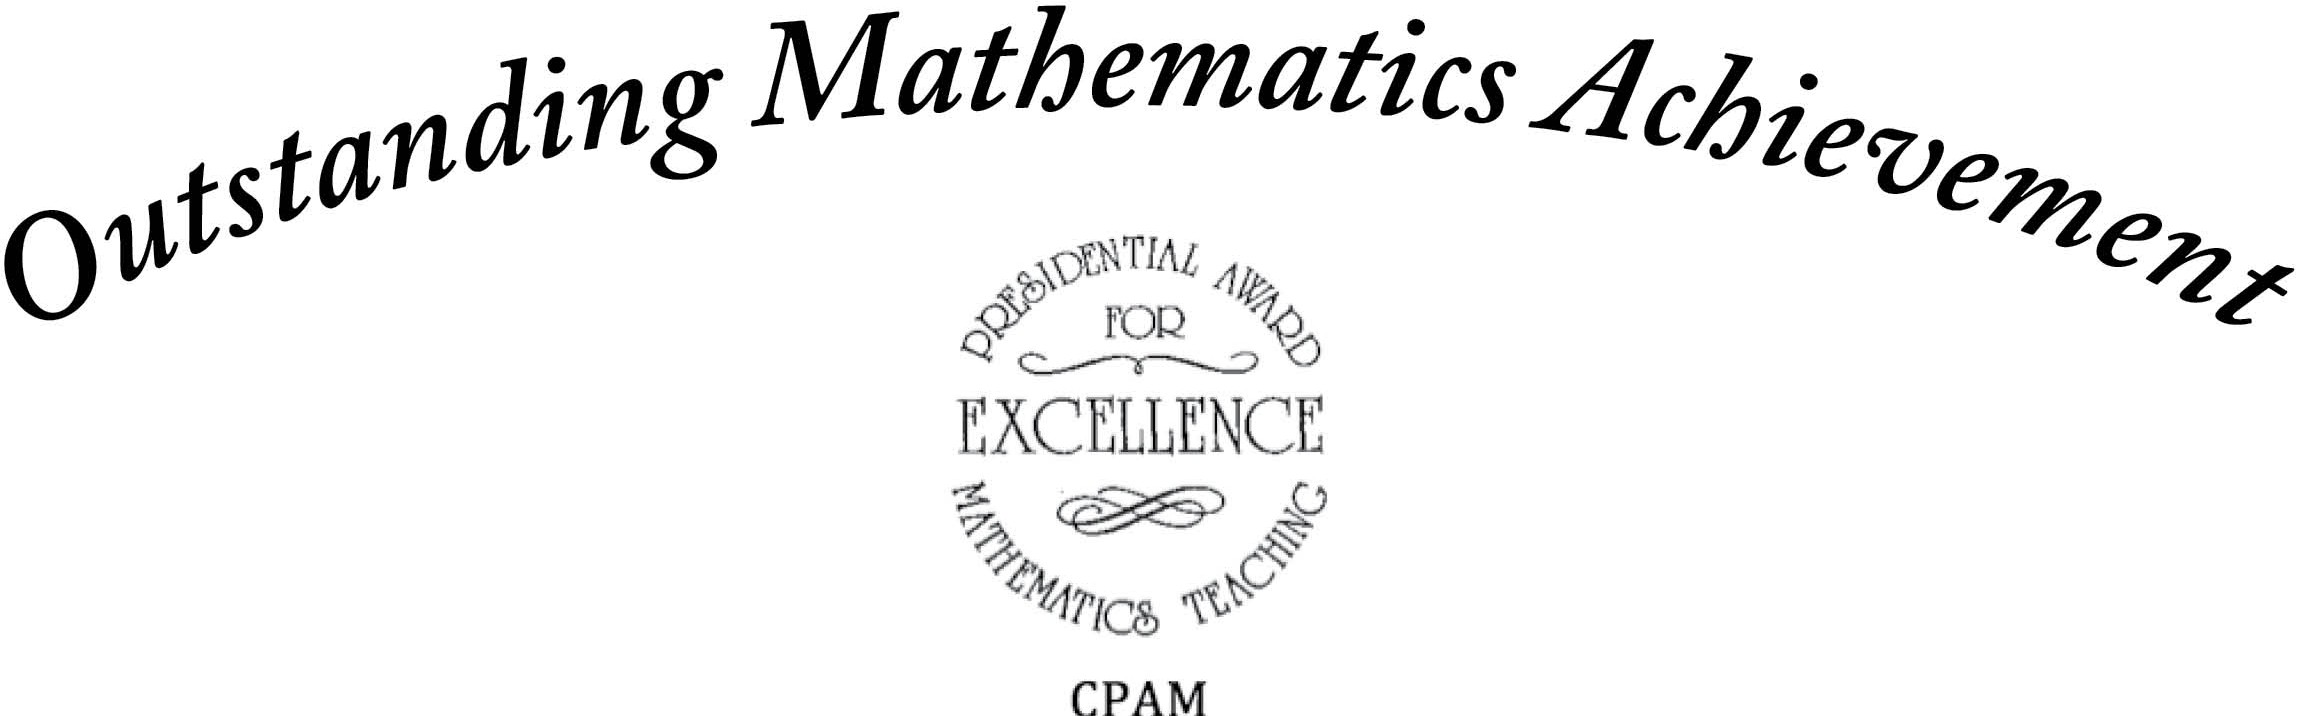 Outstanding Mathematics Achievement
PRESIDENTIAL AWARD
FOR
EXCELLENCE
MATHEMATICS TEACHING
CPAM